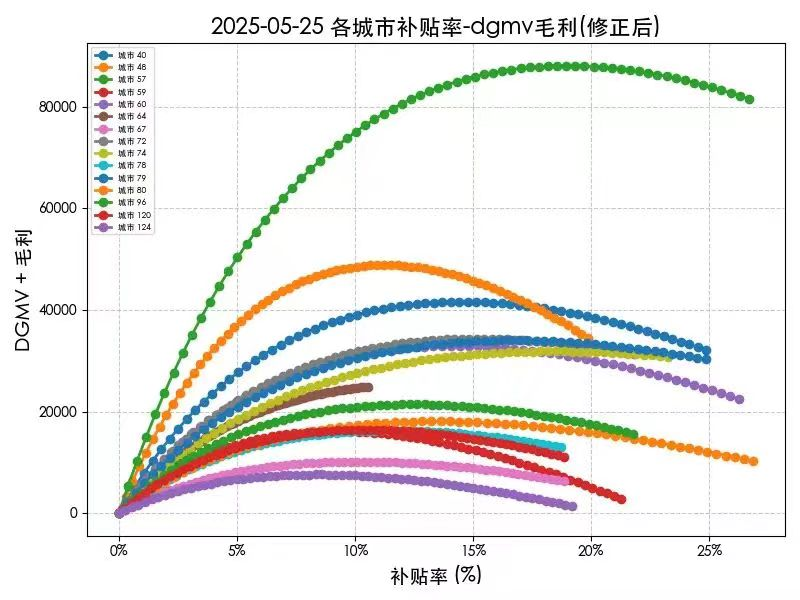 2025-05-25 各城市补贴率-dgmv毛利(修正后)
城市 40
城市 48
城市 57
城市 59
城市 60
城市 64
城市 67
城市 72
城市 74
城市 78
城市 79
城市 80
城市 96
城市 120
城市 124
DGMV + 毛利
80000
60000
40000
20000
0
0% 5% 10% 15% 20% 25%
补贴率 (%)